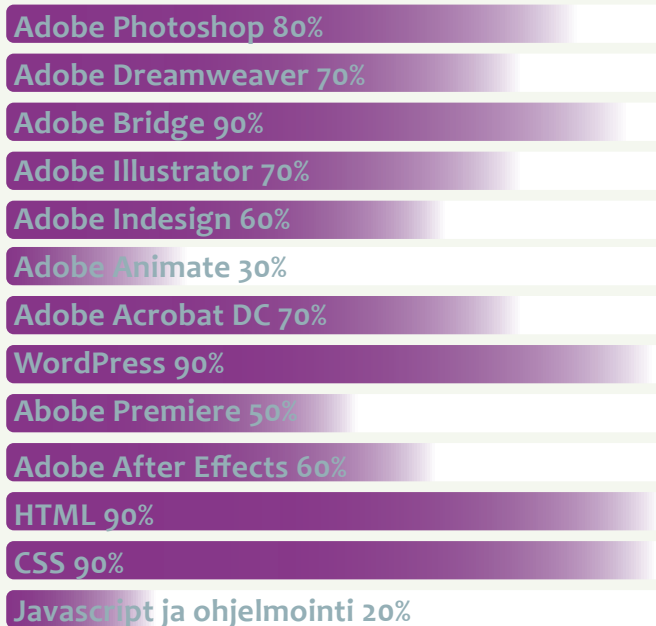 Adobe Photoshop 80%
Adobe Dreamweaver 70%
Adobe Bridge 90%
Adobe Illustrator 70%
Adobe Indesign 60%
Adobe Animate 30%
Adobe Acrobat DC 70%
WordPress 90%
Abobe Premiere 50%
Adobe After Effects 60%
HTML 90%
CSS 90%
Javascript ja ohjelmointi 20%